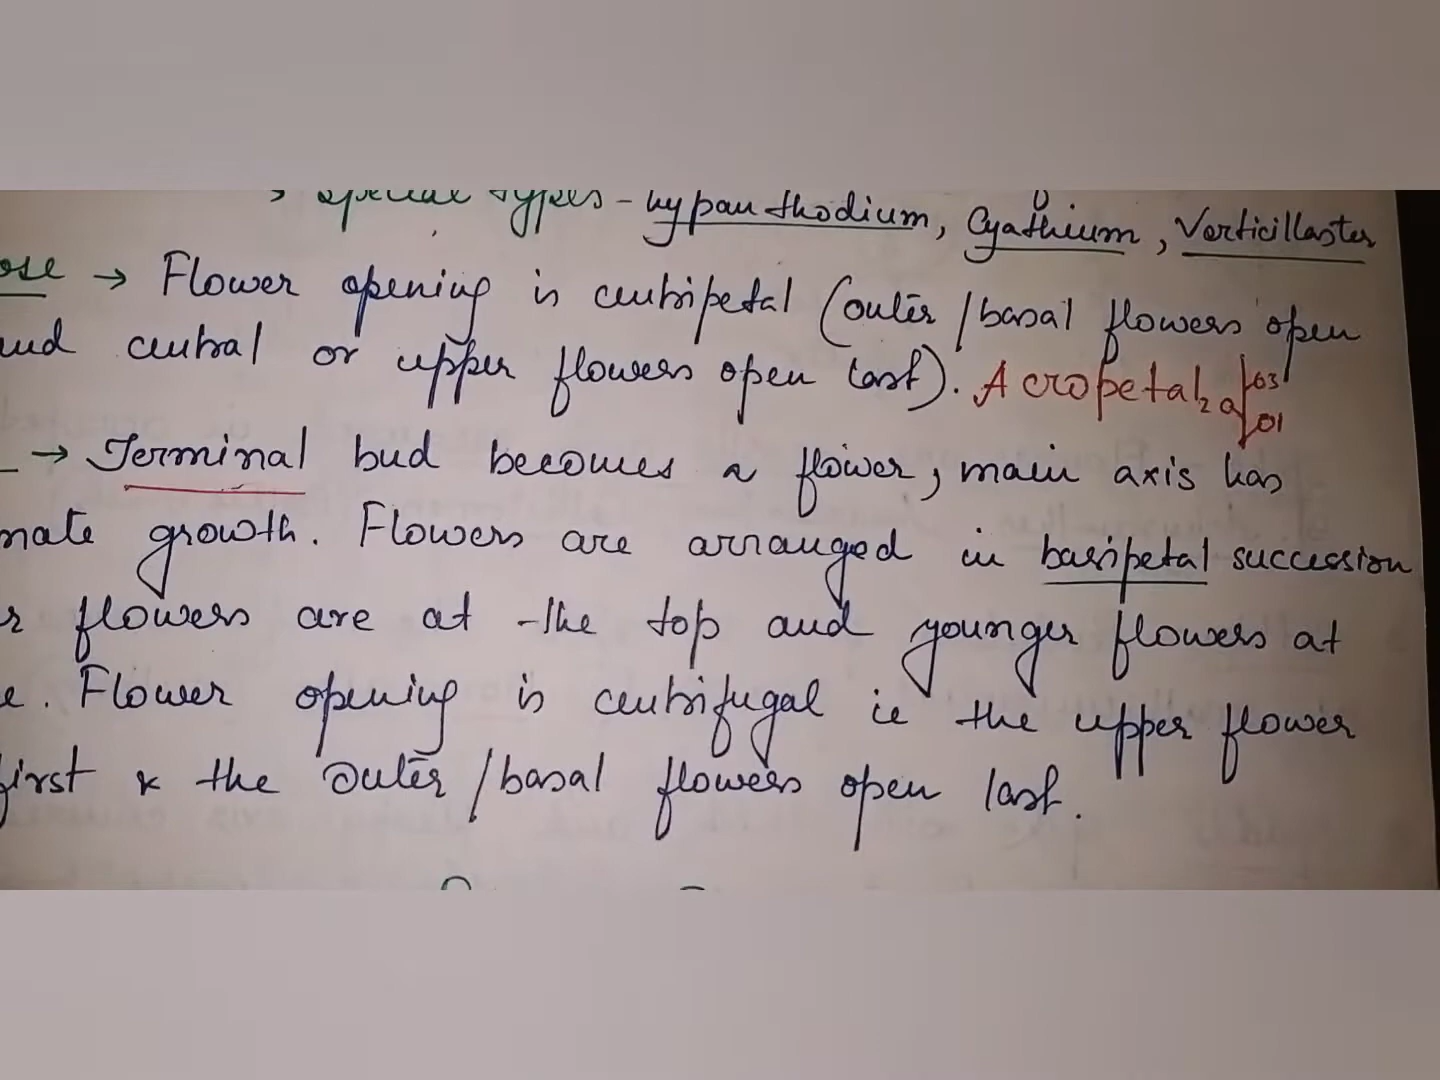 Special Types - hypanthodium, Cyathium, Verticillaster
ose → Flower opening is centripetal (outer/basal flowers open
and central or upper flowers open last). Acropetal
→ Terminal bud becomes a flower, main axis has
nate growth. Flowers are arranged in basipetal succession
r flowers are at the top and younger flowers at
e. Flower opening is centrifugal ie the upper flower
first & the outer/basal flowers open last.